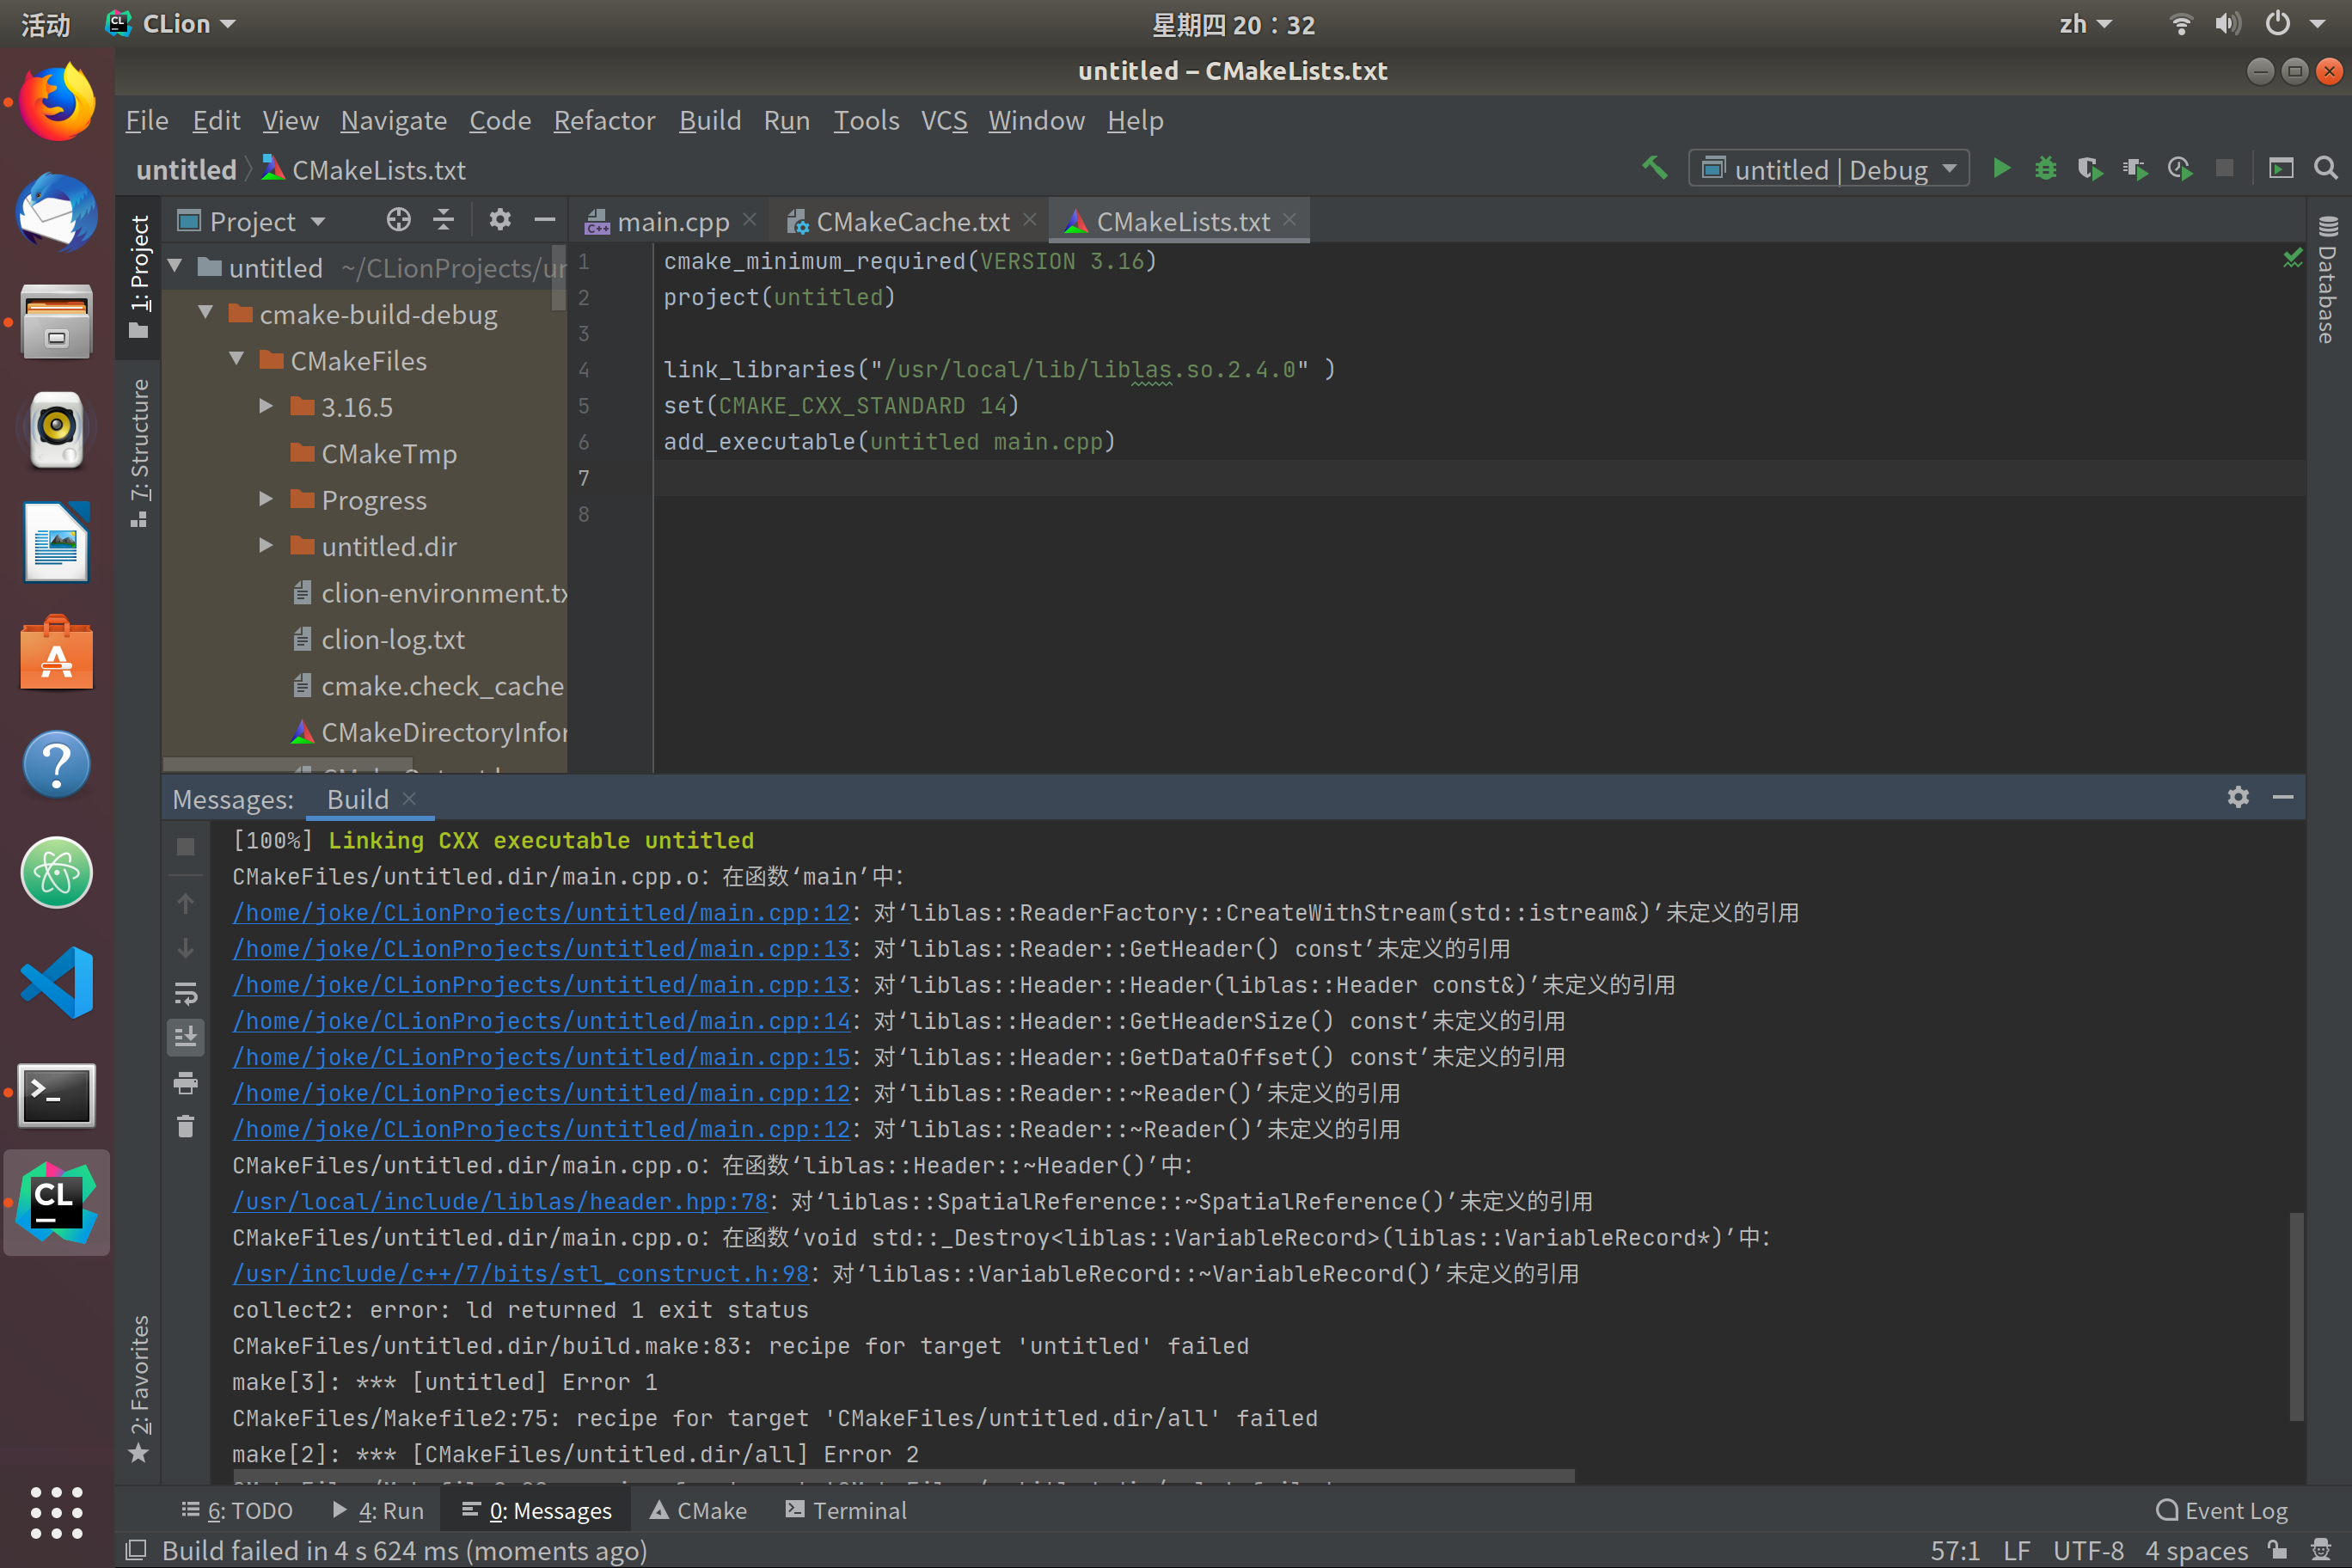 活动
CLion
星期四 20：32
zh
untitled – CMakeLists.txt
File Edit View Navigate Code Refactor Build Run Tools VCS Window Help
untitled CMakeLists.txt
untitled | Debug
1: Project
7: Structure
2: Favorites
Database
Project
untitled ~/CLionProjects/
cmake-build-debug
CMakeFiles
3.16.5
CMakeTmp
Progress
untitled.dir
clion-environment.tx
clion-log.txt
cmake.check_cache
CMakeDirectoryInfor
main.cpp
CMakeCache.txt
CMakeLists.txt
1 cmake_minimum_required(VERSION 3.16)
2 project(untitled)
3
4 link_libraries("/usr/local/lib/liblas.so.2.4.0" )
5 set(CMAKE_CXX_STANDARD 14)
6 add_executable(untitled main.cpp)
7
8
Messages: Build
[100%] Linking CXX executable untitled
CMakeFiles/untitled.dir/main.cpp.o：在函数‘main’中：
/home/joke/CLionProjects/untitled/main.cpp:12：对‘liblas::ReaderFactory::CreateWithStream(std::istream&)’未定义的引用
/home/joke/CLionProjects/untitled/main.cpp:13：对‘liblas::Reader::GetHeader() const’未定义的引用
/home/joke/CLionProjects/untitled/main.cpp:13：对‘liblas::Header::Header(liblas::Header const&)’未定义的引用
/home/joke/CLionProjects/untitled/main.cpp:14：对‘liblas::Header::GetHeaderSize() const’未定义的引用
/home/joke/CLionProjects/untitled/main.cpp:15：对‘liblas::Header::GetDataOffset() const’未定义的引用
/home/joke/CLionProjects/untitled/main.cpp:12：对‘liblas::Reader::~Reader()’未定义的引用
/home/joke/CLionProjects/untitled/main.cpp:12：对‘liblas::Reader::~Reader()’未定义的引用
CMakeFiles/untitled.dir/main.cpp.o：在函数‘liblas::Header::~Header()’中：
/usr/local/include/liblas/header.hpp:78：对‘liblas::SpatialReference::~SpatialReference()’未定义的引用
CMakeFiles/untitled.dir/main.cpp.o：在函数‘void std::_Destroy<liblas::VariableRecord>(liblas::VariableRecord*)’中：
/usr/include/c++/7/bits/stl_construct.h:98：对‘liblas::VariableRecord::~VariableRecord()’未定义的引用
collect2: error: ld returned 1 exit status
CMakeFiles/untitled.dir/build.make:83: recipe for target 'untitled' failed
make[3]: *** [untitled] Error 1
CMakeFiles/Makefile2:75: recipe for target 'CMakeFiles/untitled.dir/all' failed
make[2]: *** [CMakeFiles/untitled.dir/all] Error 2
6: TODO 4: Run 0: Messages CMake Terminal Event Log
Build failed in 4 s 624 ms (moments ago) 57:1 LF UTF-8 4 spaces